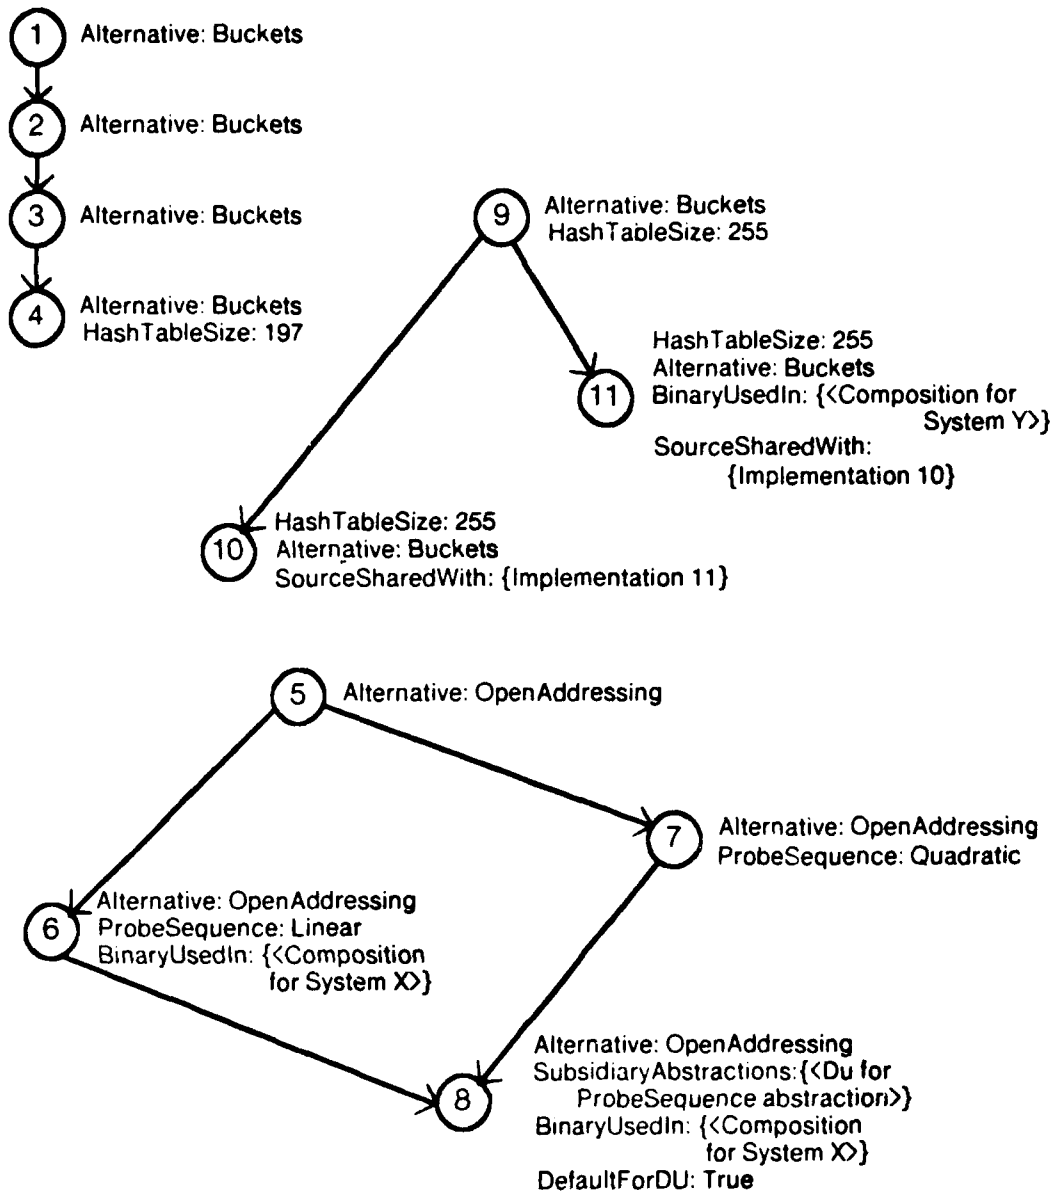 1 Alternative: Buckets
2 Alternative: Buckets
3 Alternative: Buckets
4 Alternative: Buckets
HashTableSize: 197
9 Alternative: Buckets
HashTableSize: 255
HashTableSize: 255
11 Alternative: Buckets
BinaryUsedIn: {<Composition for
System Y>}
SourceSharedWith:
{Implementation 10}
HashTableSize: 255
10 Alternative: Buckets
SourceSharedWith: {Implementation 11}
5 Alternative: OpenAddressing
7 Alternative: OpenAddressing
ProbeSequence: Quadratic
Alternative: OpenAddressing
6 ProbeSequence: Linear
BinaryUsedIn: {<Composition
for System X>}
Alternative: OpenAddressing
SubsidiaryAbstractions:{<Du for
8 ProbeSequence abstraction>}
BinaryUsedIn: {<Composition
for System X>}
DefaultForDU: True